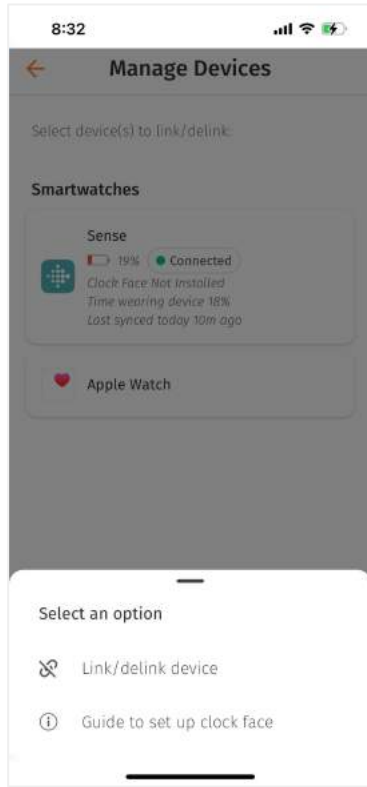 8:32
Manage Devices
Select device(s) to link/delink:
Smartwatches
Sense
19% Connected
Clock Face Not Installed
Time wearing device 18%
Last synced today 10m ago
Apple Watch
Select an option
Link/delink device
Guide to set up clock face